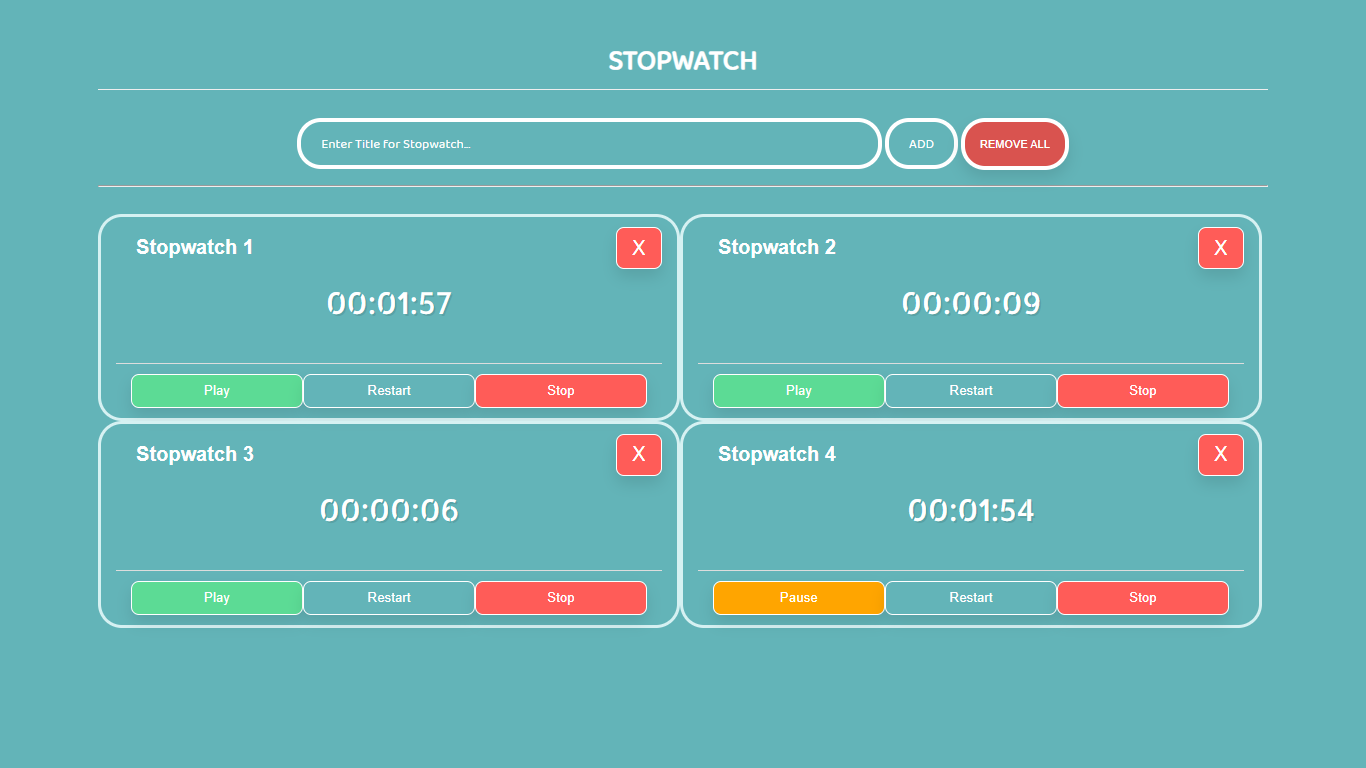 STOPWATCH
Enter Title for Stopwatch...
ADD
REMOVE ALL
Stopwatch 1
X
00:01:57
Play
Restart
Stop
Stopwatch 2
X
00:00:09
Play
Restart
Stop
Stopwatch 3
X
00:00:06
Play
Restart
Stop
Stopwatch 4
X
00:01:54
Pause
Restart
Stop